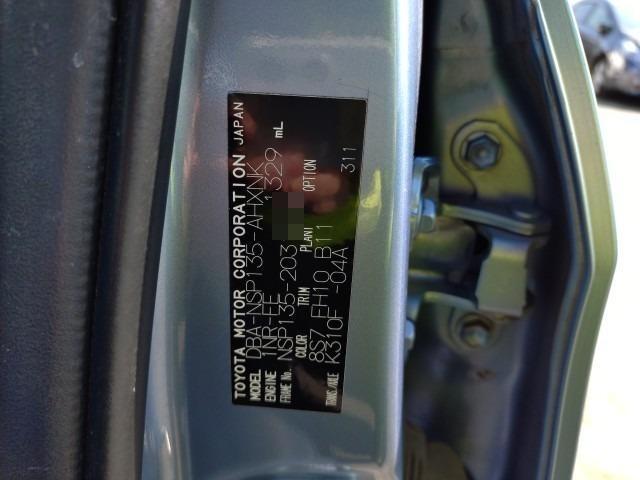 TOYOTA MOTOR CORPORATION JAPAN
MODEL DBA-NSP135-AHXNK
ENGINE 1NR-FE 1329 mL
FRAME No. NSP135-203
COLOR TRIM PLANT OPTION
8S7 FH10 B11 311
TRANS/AXLE K310F -04A